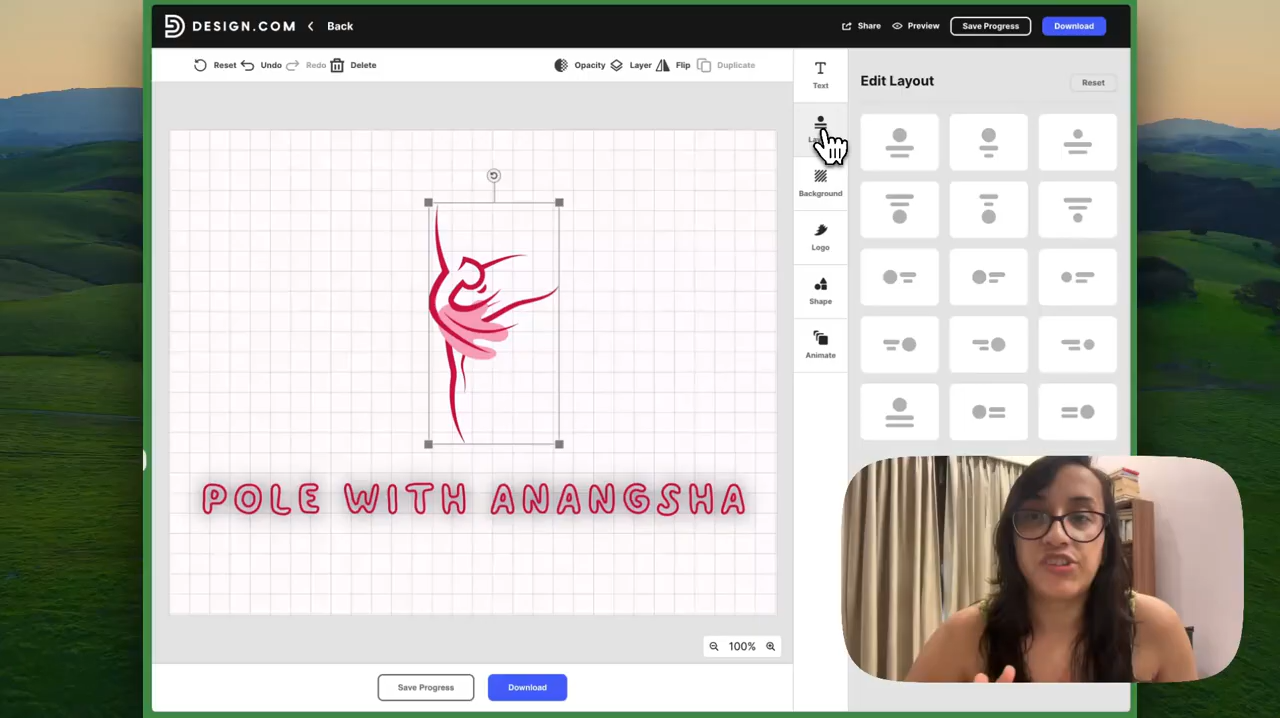 DESIGN.COM
Back
Share
Preview
Save Progress
Download
Reset
Undo
Redo
Delete
Opacity
Layer
Flip
Duplicate
Text
Background
Logo
Shape
Animate
Edit Layout
Reset
POLE WITH ANANGSHA
100%
Save Progress
Download